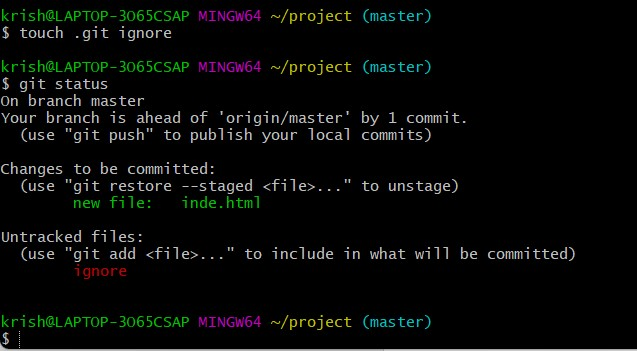 krish@LAPTOP-3O65CSAP MINGW64 ~/project (master)
$ touch .git ignore
krish@LAPTOP-3O65CSAP MINGW64 ~/project (master)
$ git status
On branch master
Your branch is ahead of 'origin/master' by 1 commit.
  (use "git push" to publish your local commits)
Changes to be committed:
  (use "git restore --staged <file>..." to unstage)
        new file:   inde.html
Untracked files:
  (use "git add <file>..." to include in what will be committed)
        ignore
krish@LAPTOP-3O65CSAP MINGW64 ~/project (master)
$